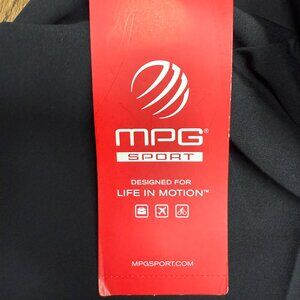 MPG®
SPORT
DESIGNED FOR
LIFE IN MOTION™
MPGSPORT.COM